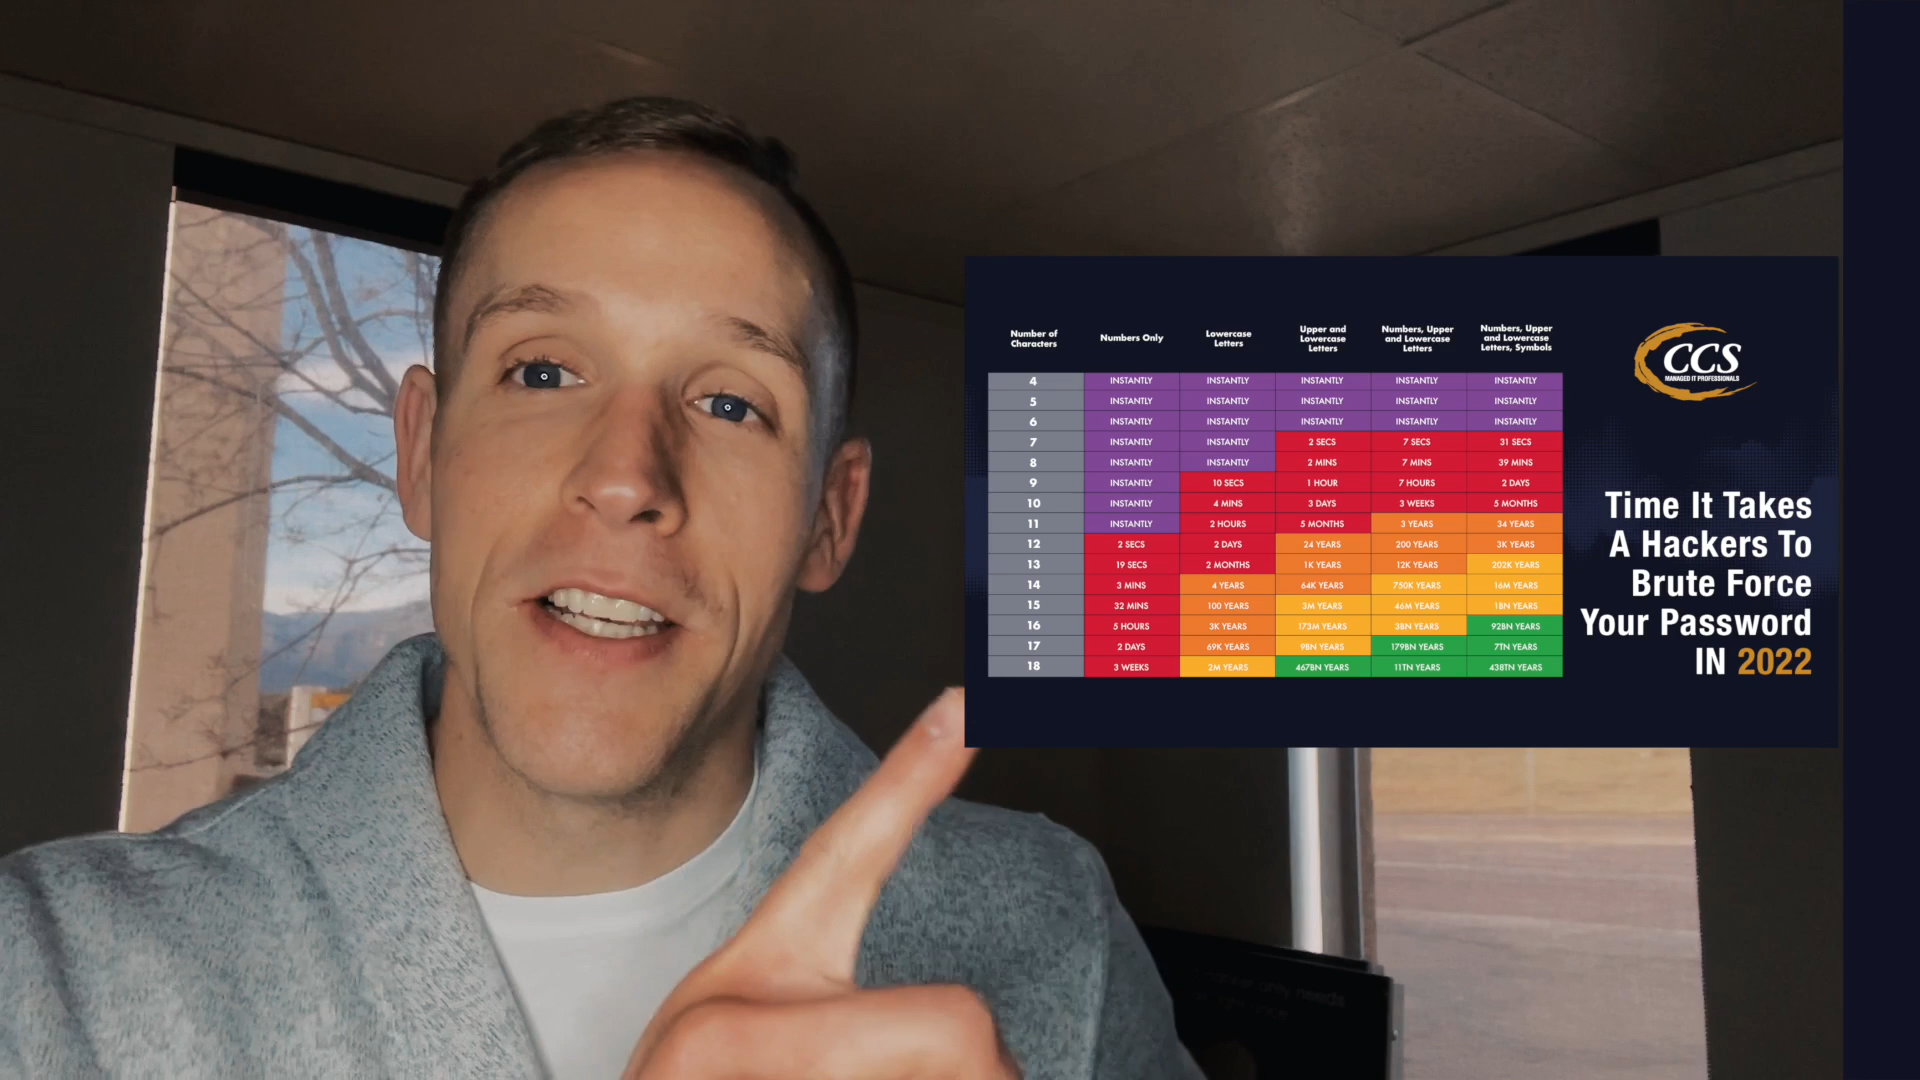 Number of
Characters
Numbers Only
Lowercase
Letters
Upper and
Lowercase
Letters
Numbers, Upper
and Lowercase
Letters
Numbers, Upper
and Lowercase
Letters, Symbols
4 INSTANTLY INSTANTLY INSTANTLY INSTANTLY INSTANTLY
5 INSTANTLY INSTANTLY INSTANTLY INSTANTLY INSTANTLY
6 INSTANTLY INSTANTLY INSTANTLY INSTANTLY INSTANTLY
7 INSTANTLY INSTANTLY 2 SECS 7 SECS 31 SECS
8 INSTANTLY INSTANTLY 2 MINS 7 MINS 39 MINS
9 INSTANTLY 10 SECS 1 HOUR 7 HOURS 2 DAYS
10 INSTANTLY 4 MINS 3 DAYS 3 WEEKS 5 MONTHS
11 INSTANTLY 2 HOURS 5 MONTHS 3 YEARS 34 YEARS
12 2 SECS 2 DAYS 24 YEARS 200 YEARS 3K YEARS
13 19 SECS 2 MONTHS 1K YEARS 12K YEARS 202K YEARS
14 3 MINS 4 YEARS 64K YEARS 750K YEARS 16M YEARS
15 32 MINS 100 YEARS 3M YEARS 46M YEARS 1BN YEARS
16 5 HOURS 3K YEARS 173M YEARS 3BN YEARS 92BN YEARS
17 2 DAYS 69K YEARS 9BN YEARS 179BN YEARS 7TN YEARS
18 3 WEEKS 2M YEARS 467BN YEARS 11TN YEARS 438TN YEARS
CCS
MANAGED IT PROFESSIONALS
Time It Takes
A Hackers To
Brute Force
Your Password
IN 2022